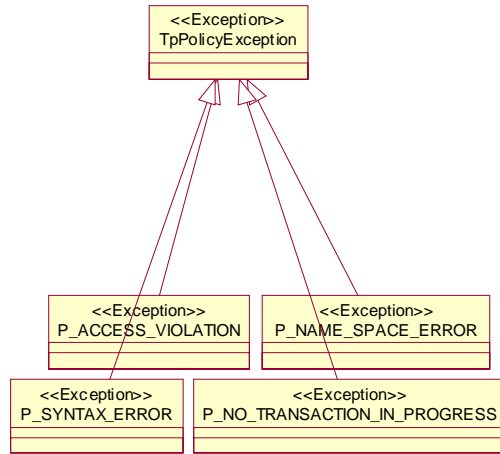 <<Exception>>
TpPolicyException
<<Exception>>
P_ACCESS_VIOLATION
<<Exception>>
P_NAME_SPACE_ERROR
<<Exception>>
P_SYNTAX_ERROR
<<Exception>>
P_NO_TRANSACTION_IN_PROGRESS